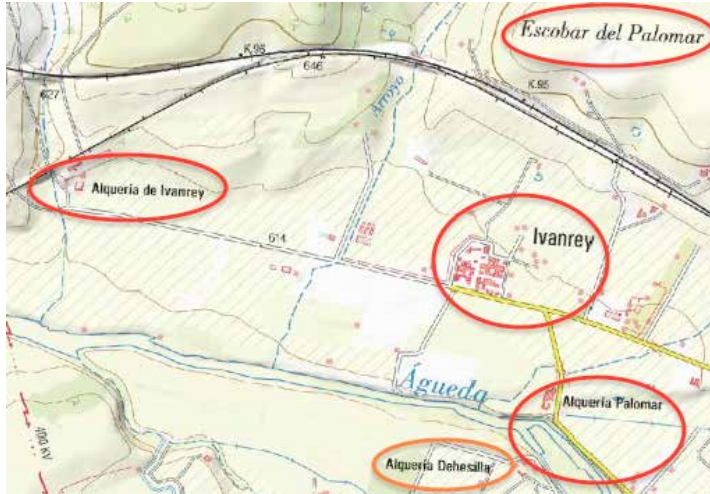 Escobar del Palomar
K.96
646
627
Arroyo
K.95
Alquería de Ivanrey
Ivanrey
614
Águeda
Alquería Palomar
Alquería Dehesilla
400 kV